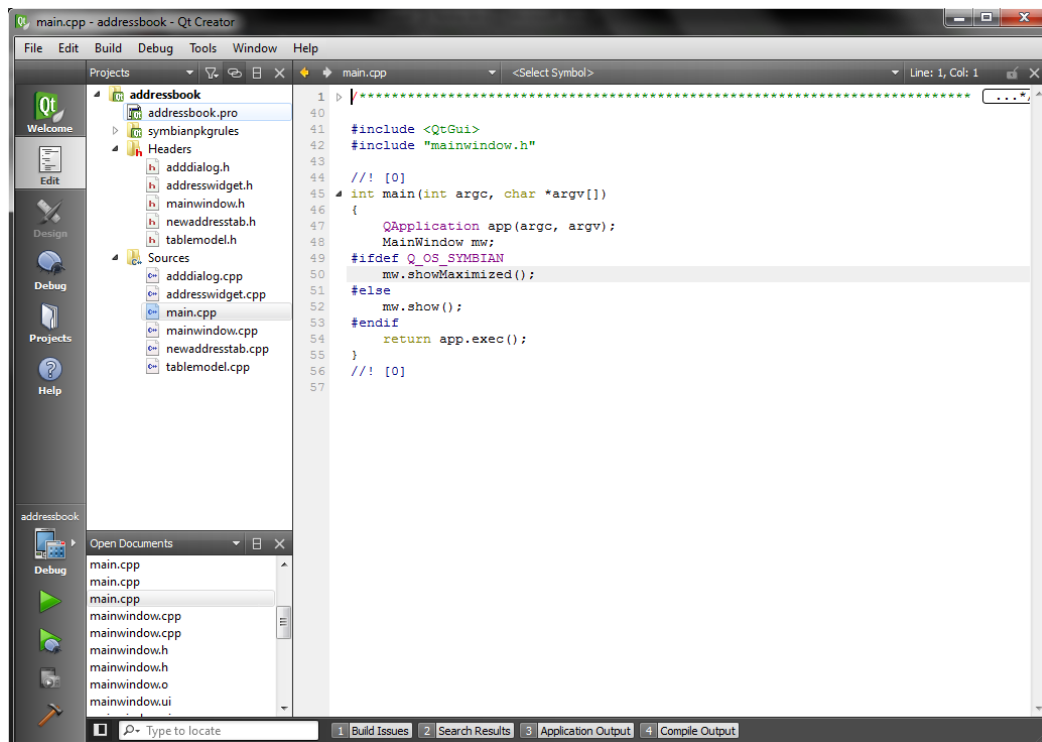 main.cpp - addressbook - Qt Creator
File Edit Build Debug Tools Window Help
Projects
main.cpp <Select Symbol> Line: 1, Col: 1
Qt
Welcome
Edit
Design
Debug
Projects
Help
addressbook
Debug
addressbook
addressbook.pro
symbianpkgrules
Headers
adddialog.h
addresswidget.h
mainwindow.h
newaddresstab.h
tablemodel.h
Sources
adddialog.cpp
addresswidget.cpp
main.cpp
mainwindow.cpp
newaddresstab.cpp
tablemodel.cpp
Open Documents
main.cpp
main.cpp
main.cpp
mainwindow.cpp
mainwindow.cpp
mainwindow.h
mainwindow.h
mainwindow.o
mainwindow.ui
1 /***************************************************************************** ...*/
40
41 #include <QtGui>
42 #include "mainwindow.h"
43
44 //! [0]
45 int main(int argc, char *argv[])
46 {
47     QApplication app(argc, argv);
48     MainWindow mw;
49 #ifdef Q_OS_SYMBIAN
50     mw.showMaximized();
51 #else
52     mw.show();
53 #endif
54     return app.exec();
55 }
56 //! [0]
57
Type to locate
1 Build Issues 2 Search Results 3 Application Output 4 Compile Output